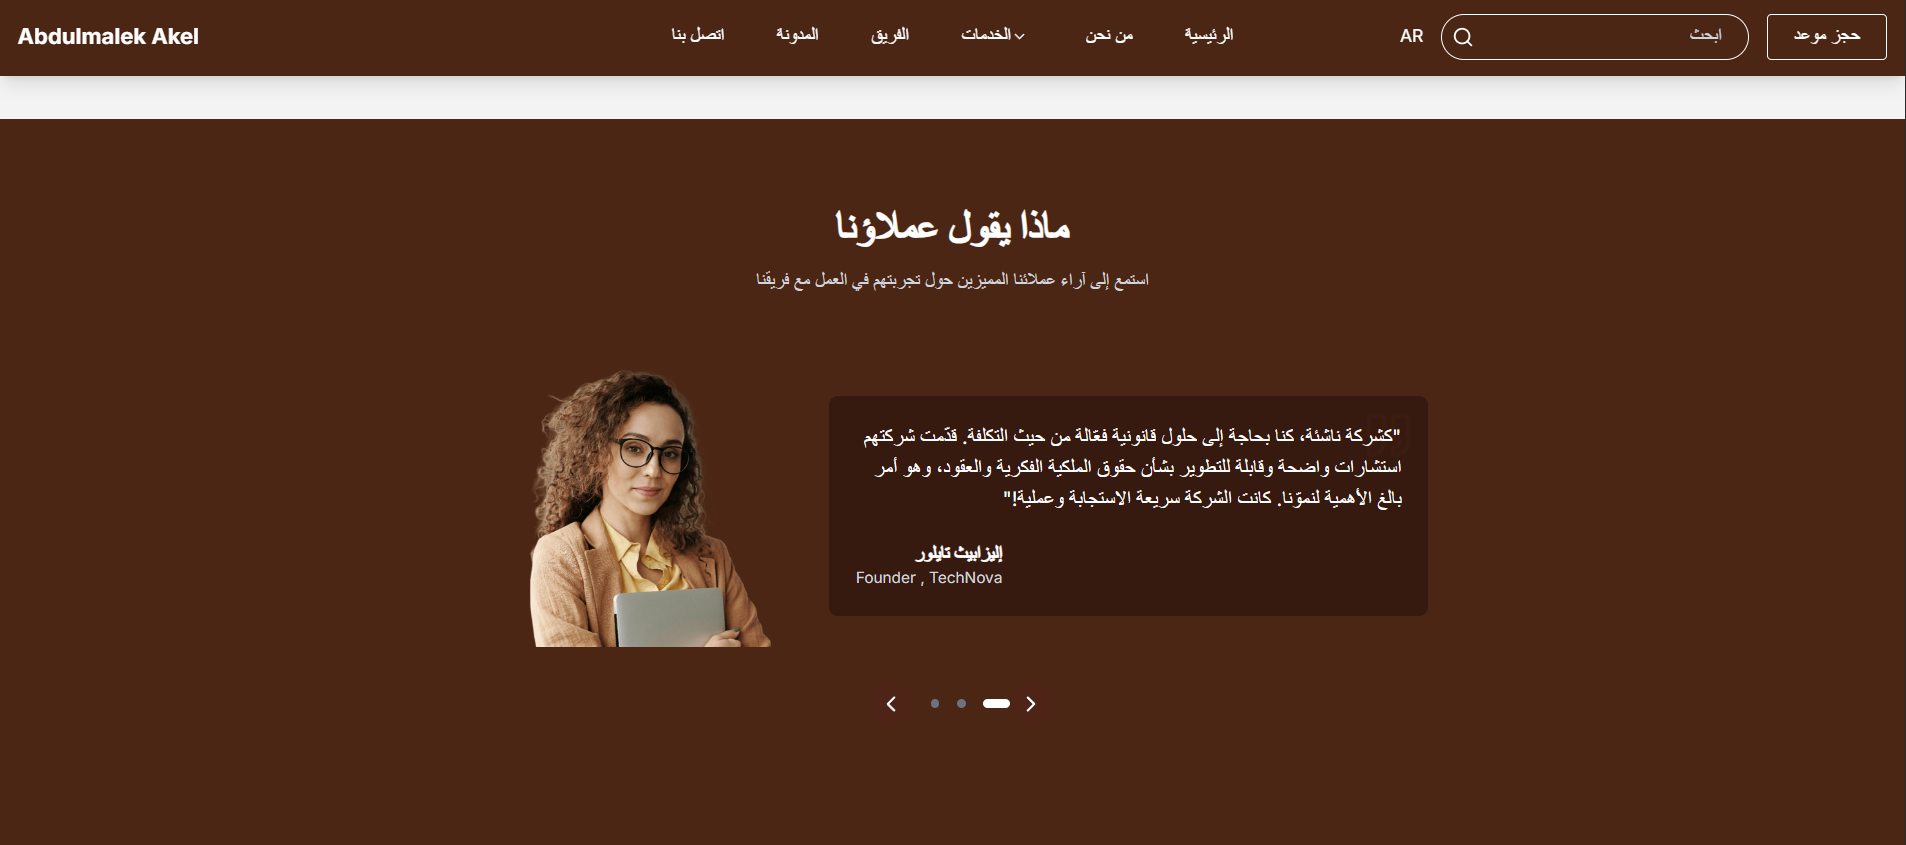 Abdulmalek Akel
حجز موعد
ابحث
AR
الرئيسية
من نحن
الخدمات
الفريق
المدونة
اتصل بنا
ماذا يقول عملاؤنا
استمع إلى آراء عملائنا المميزين حول تجربتهم في العمل مع فريقنا
"كشركة ناشئة، كنا بحاجة إلى حلول قانونية فعّالة من حيث التكلفة. قدّمت شركتهم
استشارات واضحة وقابلة للتطوير بشأن حقوق الملكية الفكرية والعقود، وهو أمر
بالغ الأهمية لنموّنا. كانت الشركة سريعة الاستجابة وعملية!"
إليزابيث تايلور
Founder , TechNova